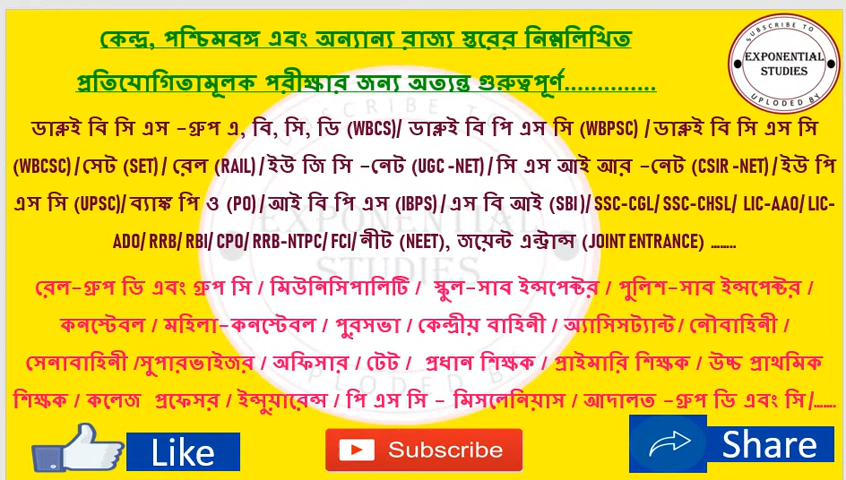 কেন্দ্র, পশ্চিমবঙ্গ এবং অন্যান্য রাজ্য স্তরের নিম্নলিখিত
প্রতিযোগিতামূলক পরীক্ষার জন্য অত্যন্ত গুরুত্বপূর্ণ..............
SUBSCRIBE TO
EXPONENTIAL
STUDIES
UPLODED BY
ডাব্লুই বি সি এস -গ্রুপ এ, বি, সি, ডি (WBCS)/ ডাব্লুই বি পি এস সি (WBPSC) /ডাব্লুই বি সি এস সি
(WBCSC)/সেট (SET)/ রেল (RAIL)/ইউ জি সি -নেট (UGC -NET)/সি এস আই আর -নেট (CSIR -NET)/ইউ পি
এস সি (UPSC)/ব্যাঙ্ক পি ও (PO)/আই বি পি এস (IBPS)/এস বি আই (SBI)/SSC-CGL/ SSC-CHSL/ LIC-AAO/ LIC-
ADO/ RRB/ RBI/ CPO/ RRB-NTPC/ FCI/নীট (NEET), জয়েন্ট এন্ট্রান্স (JOINT ENTRANCE) ........
রেল-গ্রুপ ডি এবং গ্রুপ সি / মিউনিসিপালিটি / স্কুল-সাব ইন্সপেক্টর / পুলিশ-সাব ইন্সপেক্টর /
কনস্টেবল / মহিলা-কনস্টেবল / পুরসভা / কেন্দ্রীয় বাহিনী / অ্যাসিসট্যান্ট/ নৌবাহিনী /
সেনাবাহিনী /সুপারভাইজর / অফিসার / টেট / প্রধান শিক্ষক / প্রাইমারি শিক্ষক / উচ্চ প্রাথমিক
শিক্ষক / কলেজ প্রফেসর / ইন্সুয়ারেন্স / পি এস সি - মিসলেনিয়াস / আদালত -গ্রুপ ডি এবং সি/.......
Like
Subscribe
Share